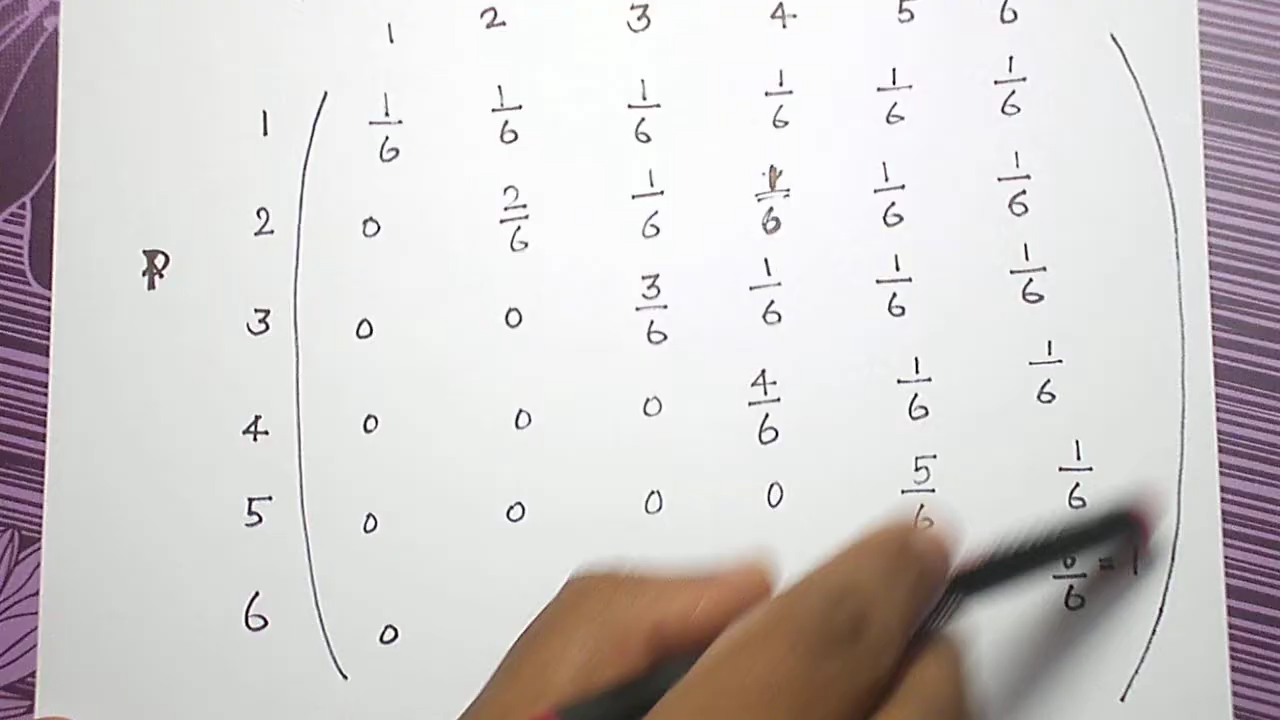 1 2 3 4 5 6
1 1/6 1/6 1/6 1/6 1/6 1/6
2 0 2/6 1/6 1/6 1/6 1/6
P 3 0 0 3/6 1/6 1/6 1/6
4 0 0 0 4/6 1/6 1/6
5 0 0 0 0 5/6 1/6
6 0 6/6 = 1